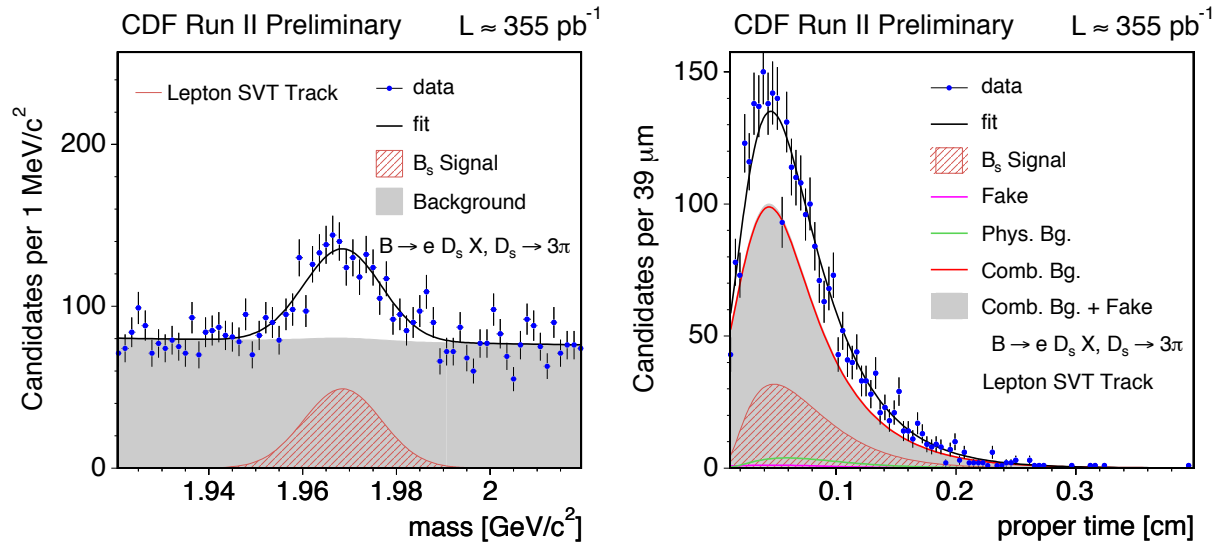 CDF Run II Preliminary L ≈ 355 pb⁻¹
Candidates per 1 MeV/c²
200
100
0
Lepton SVT Track
data
fit
Bₛ Signal
Background
B → e Dₛ X, Dₛ → 3π
1.94 1.96 1.98 2
mass [GeV/c²]
CDF Run II Preliminary L ≈ 355 pb⁻¹
Candidates per 39 μm
150
100
50
0
data
fit
Bₛ Signal
Fake
Phys. Bg.
Comb. Bg.
Comb. Bg. + Fake
B → e Dₛ X, Dₛ → 3π
Lepton SVT Track
0.1 0.2 0.3
proper time [cm]